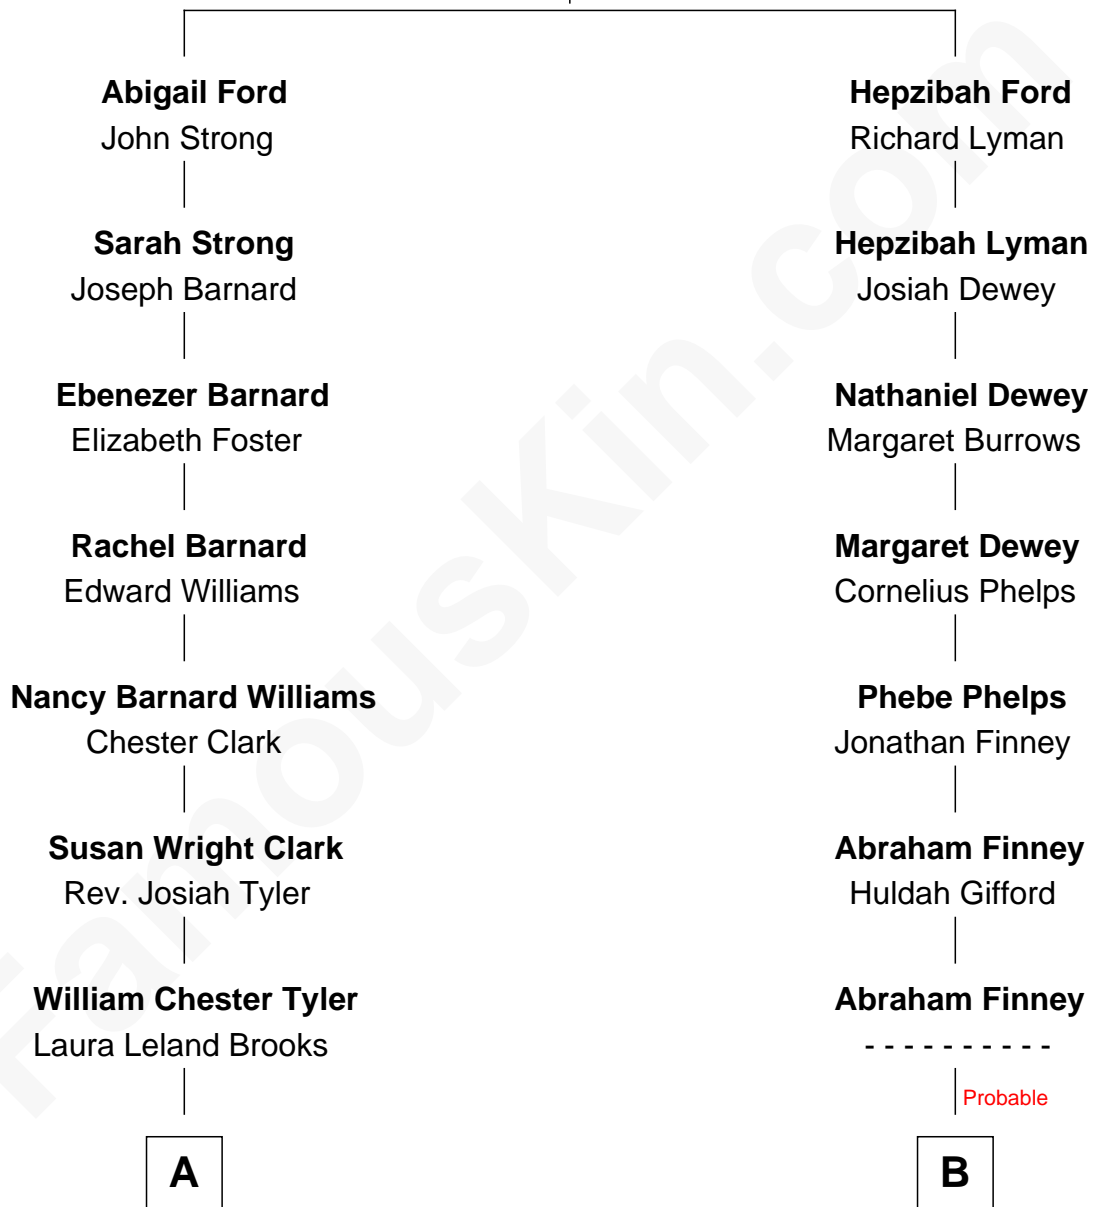 Abigail Ford
John Strong
Hepzibah Ford
Richard Lyman
Sarah Strong
Joseph Barnard
Hepzibah Lyman
Josiah Dewey
Ebenezer Barnard
Elizabeth Foster
Nathaniel Dewey
Margaret Burrows
Rachel Barnard
Edward Williams
Margaret Dewey
Cornelius Phelps
Nancy Barnard Williams
Chester Clark
Phebe Phelps
Jonathan Finney
Susan Wright Clark
Rev. Josiah Tyler
Abraham Finney
Huldah Gifford
William Chester Tyler
Laura Leland Brooks
Abraham Finney
- - - - - - - - - -
Probable
A
B
FamousKin.com